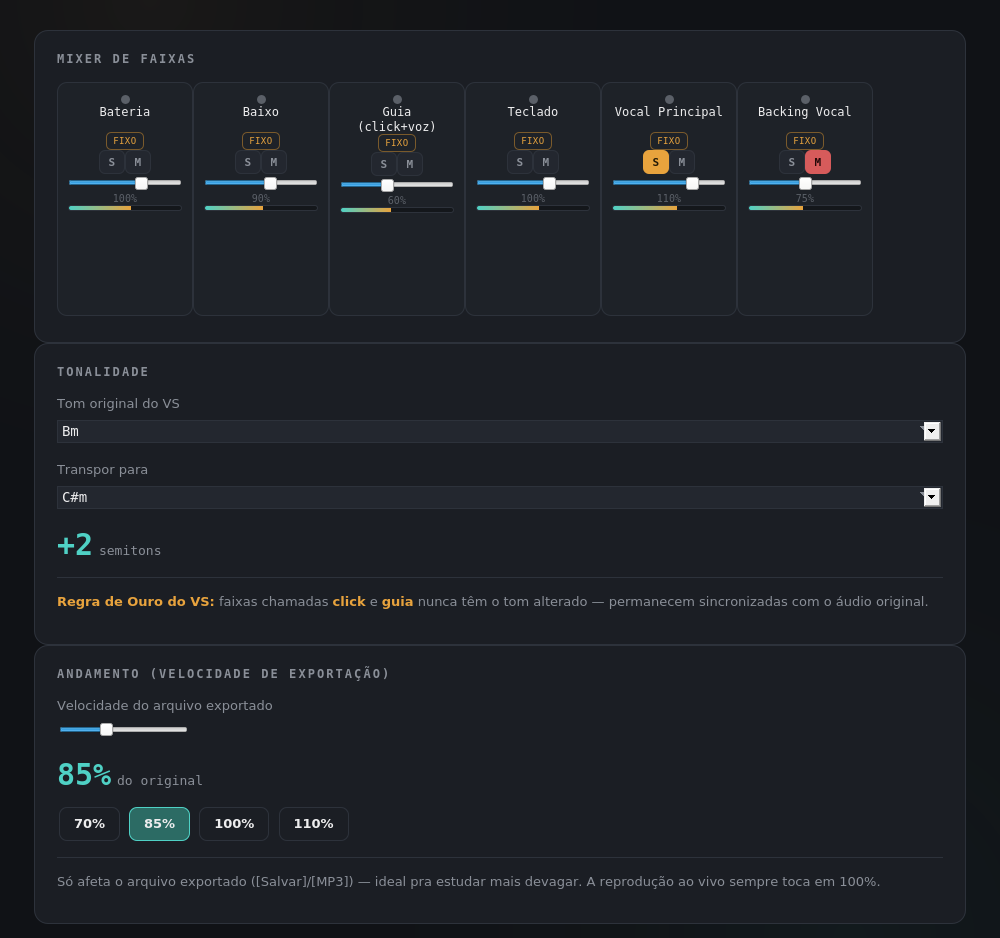 MIXER DE FAIXAS
Bateria
FIXO
S M
100%
Baixo
FIXO
S M
90%
Guia
(click+voz)
FIXO
S M
60%
Teclado
FIXO
S M
100%
Vocal Principal
FIXO
S M
110%
Backing Vocal
FIXO
S M
75%
TONALIDADE
Tom original do VS
Bm
Transpor para
C#m
+2 semitons
Regra de Ouro do VS: faixas chamadas click e guia nunca têm o tom alterado — permanecem sincronizadas com o áudio original.
ANDAMENTO (VELOCIDADE DE EXPORTAÇÃO)
Velocidade do arquivo exportado
85% do original
70% 85% 100% 110%
Só afeta o arquivo exportado ([Salvar]/[MP3]) — ideal pra estudar mais devagar. A reprodução ao vivo sempre toca em 100%.